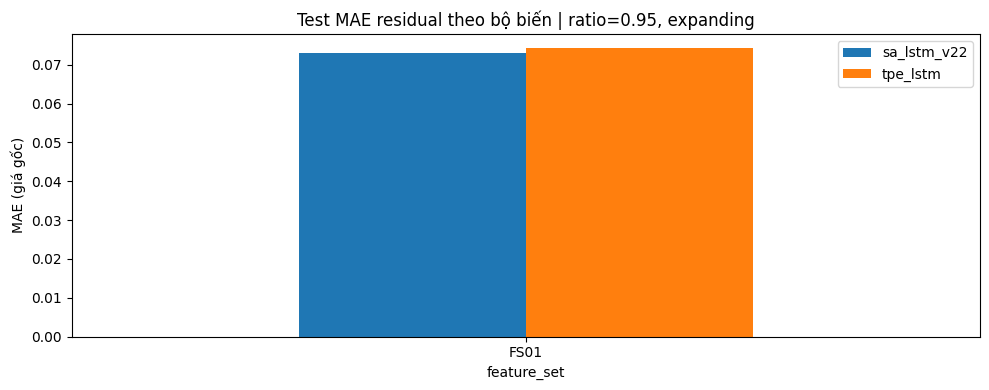 Test MAE residual theo bộ biến | ratio=0.95, expanding
sa_lstm_v22
tpe_lstm
MAE (giá gốc)
0.07
0.06
0.05
0.04
0.03
0.02
0.01
0.00
FS01
feature_set